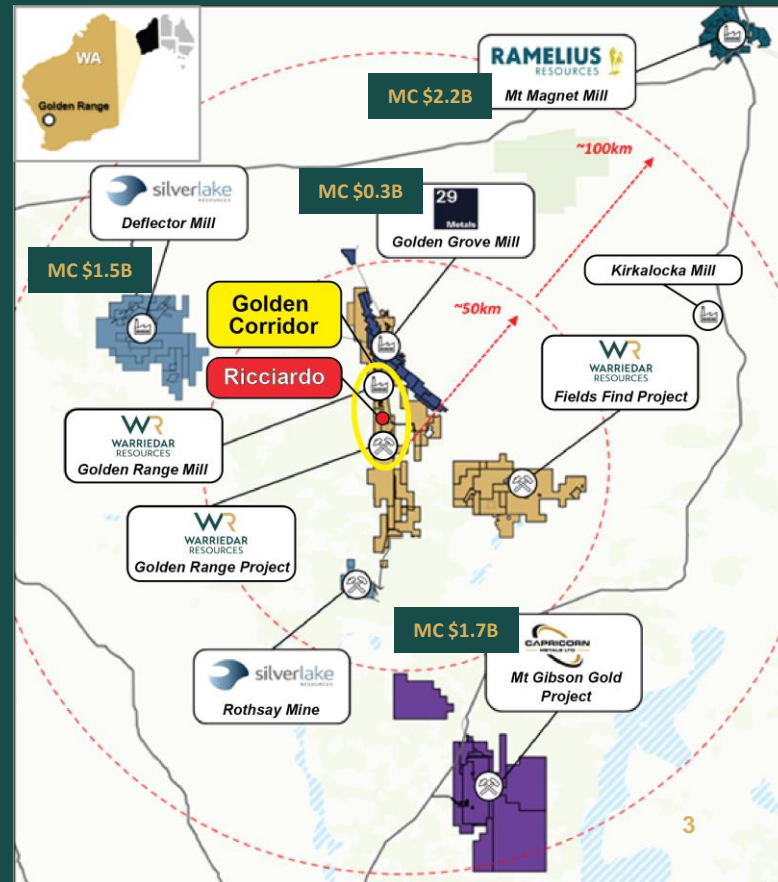 WA
Golden Range
RAMELIUS
RESOURCES
Mt Magnet Mill
MC $2.2B
~100km
silverlake
RESOURCES
Deflector Mill
MC $0.3B
29
Metals
Golden Grove Mill
MC $1.5B
Kirkalocka Mill
Golden
Corridor
~50km
Ricciardo
WR
WARRIEDAR
RESOURCES
Fields Find Project
WR
WARRIEDAR
RESOURCES
Golden Range Mill
WR
WARRIEDAR
RESOURCES
Golden Range Project
MC $1.7B
CAPRICORN
METALS LTD
Mt Gibson Gold
Project
silverlake
RESOURCES
Rothsay Mine
3